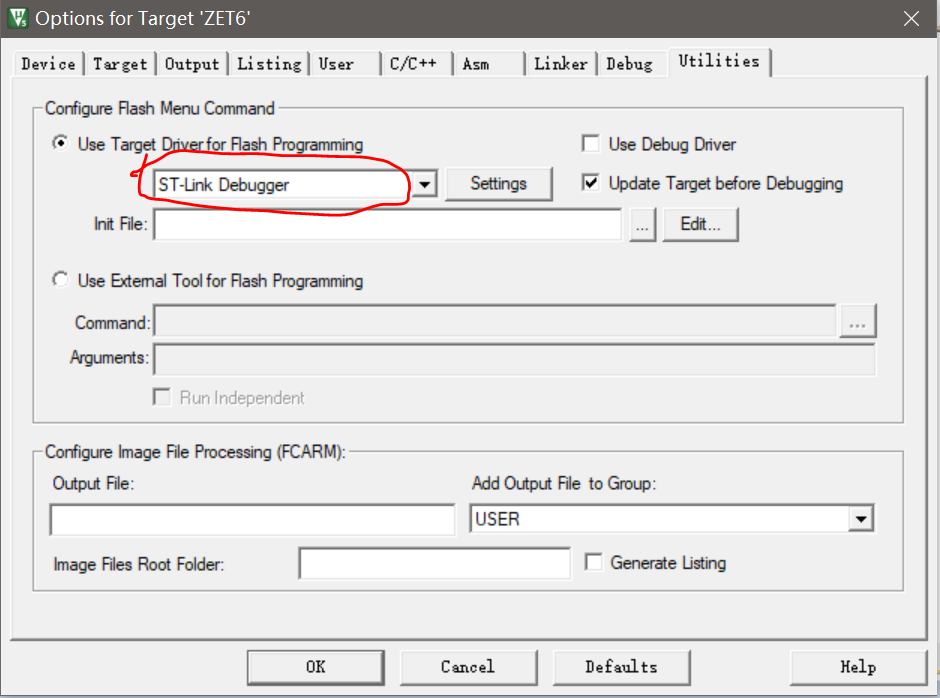 Options for Target 'ZET6'
Device Target Output Listing User C/C++ Asm Linker Debug Utilities
Configure Flash Menu Command
Use Target Driver for Flash Programming
Use Debug Driver
ST-Link Debugger
Settings
Update Target before Debugging
Init File:
...
Edit...
Use External Tool for Flash Programming
Command:
...
Arguments:
Run Independent
Configure Image File Processing (FCARM):
Output File:
Add Output File to Group:
USER
Image Files Root Folder:
Generate Listing
OK Cancel Defaults Help